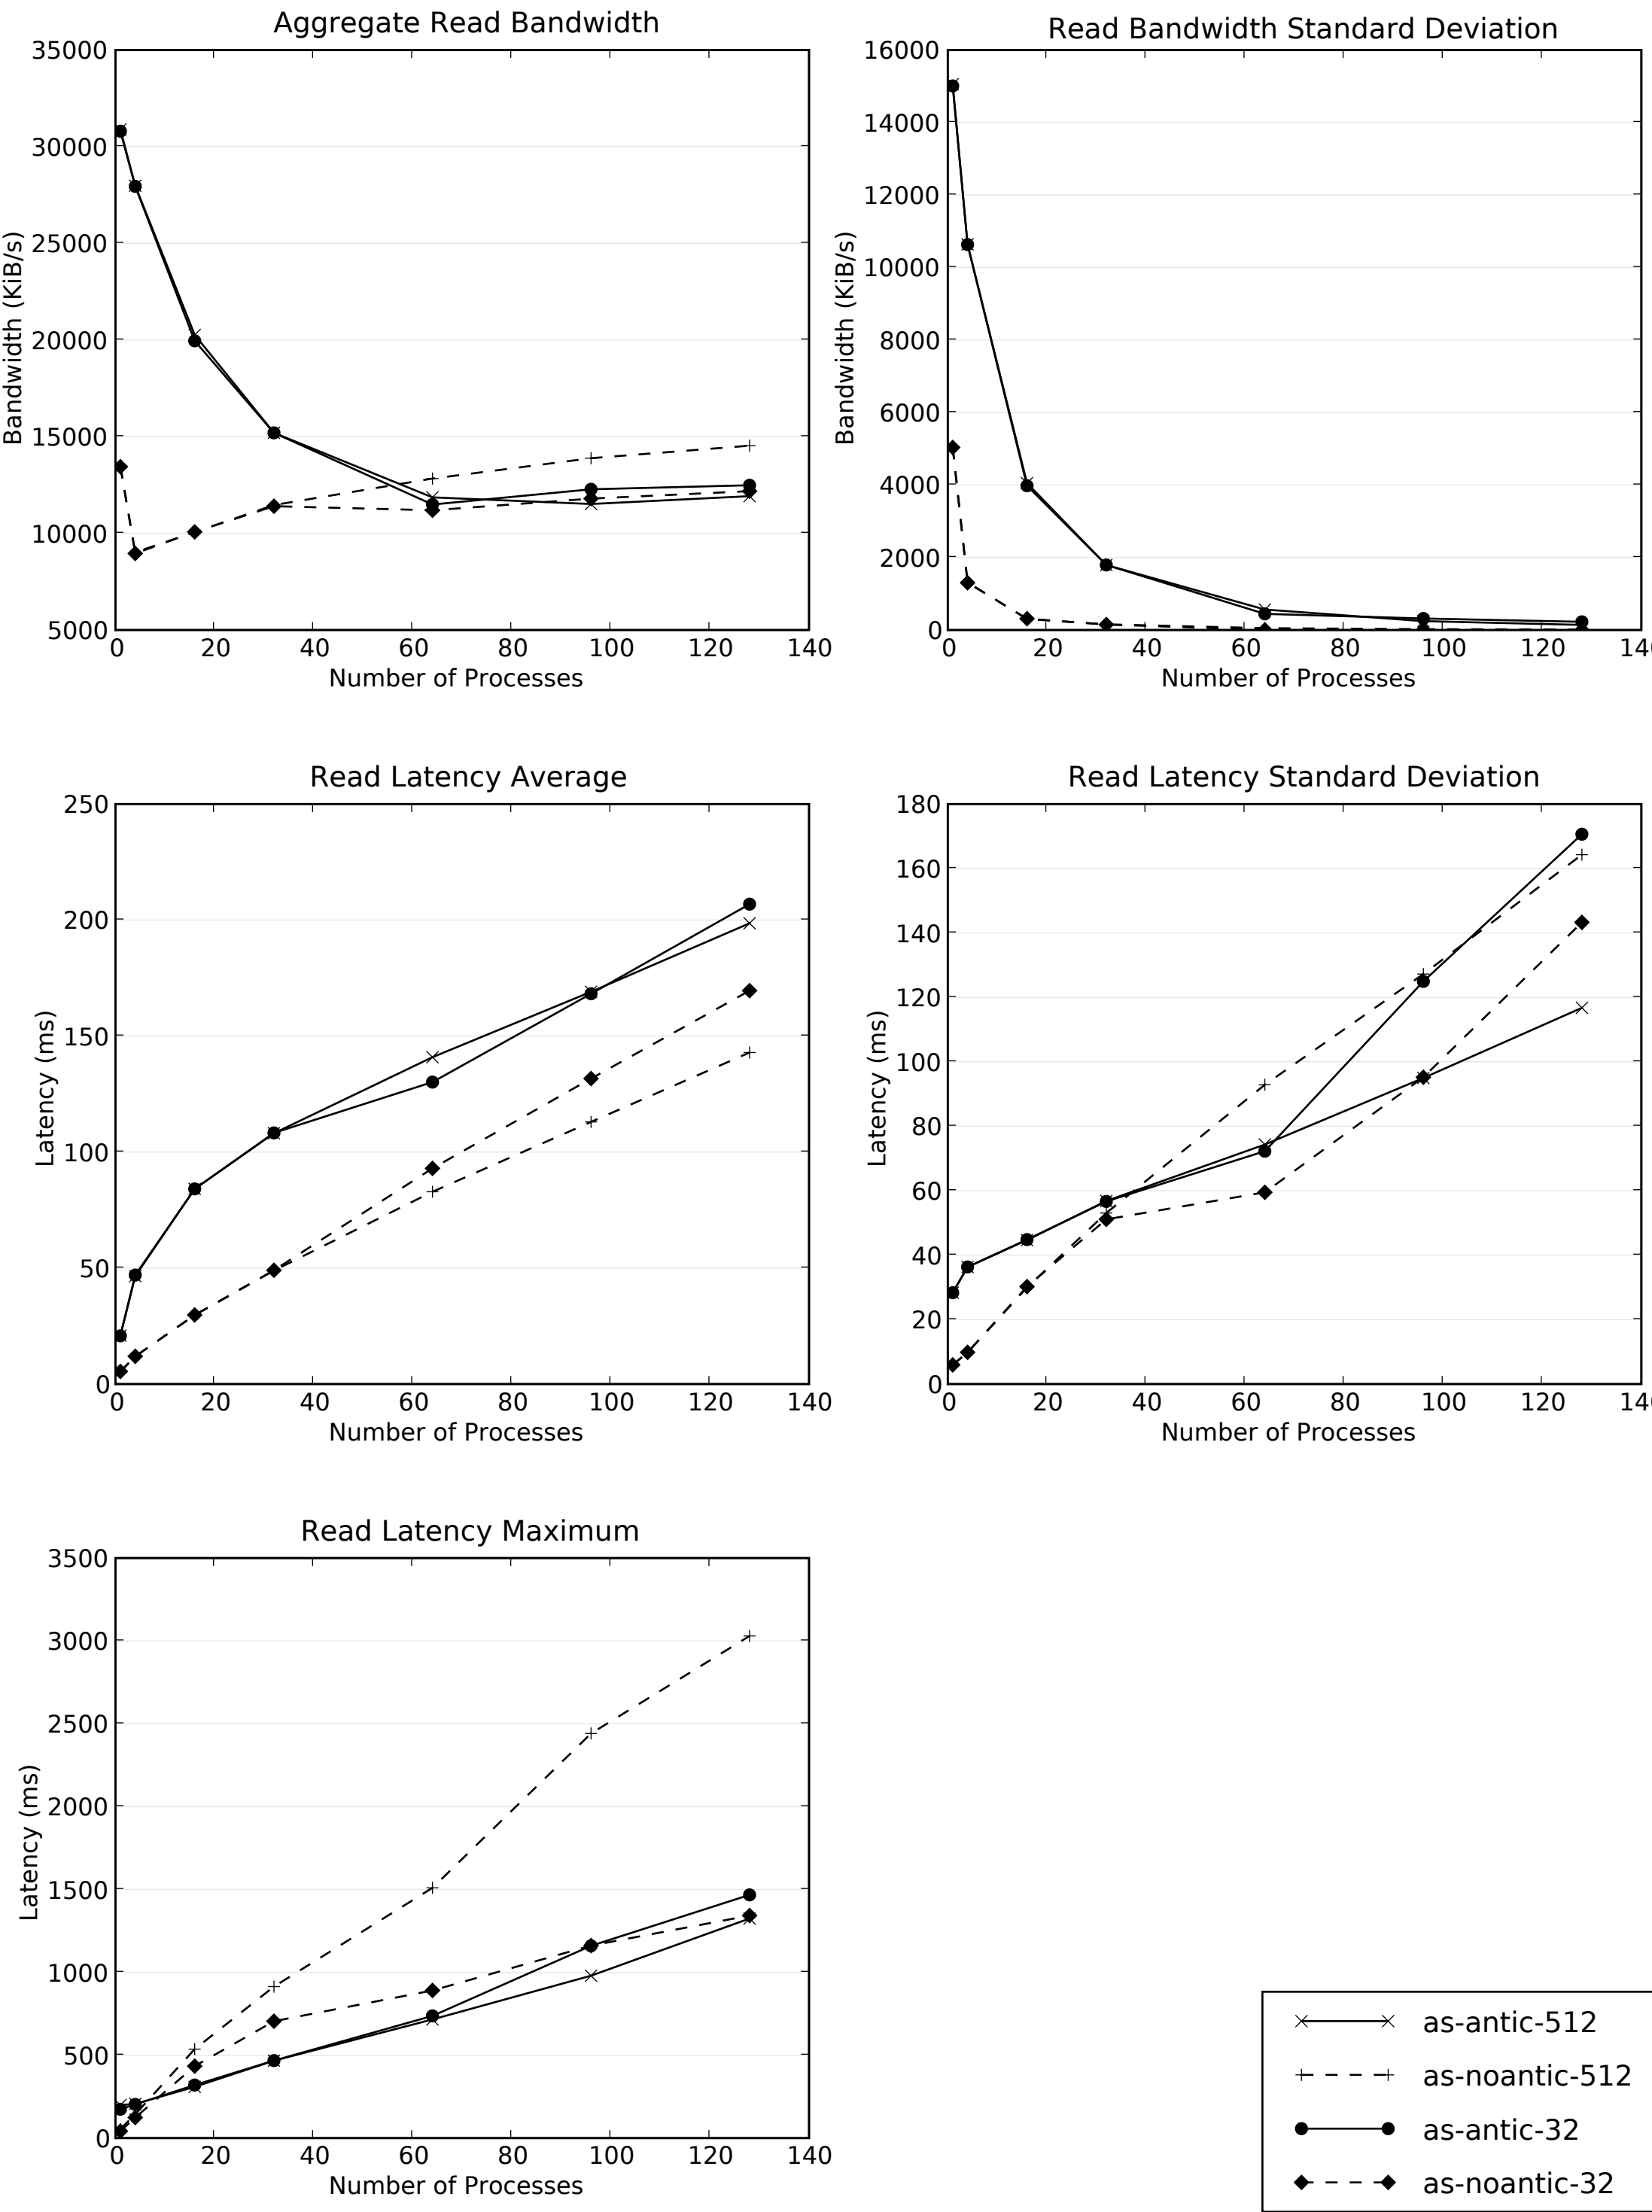 Aggregate Read Bandwidth
35000
30000
25000
20000
15000
10000
5000
0 20 40 60 80 100 120 140
Bandwidth (KiB/s)
Number of Processes
Read Bandwidth Standard Deviation
16000
14000
12000
10000
8000
6000
4000
2000
0
0 20 40 60 80 100 120 14
Bandwidth (KiB/s)
Number of Processes
Read Latency Average
250
200
150
100
50
0
0 20 40 60 80 100 120 140
Latency (ms)
Number of Processes
Read Latency Standard Deviation
180
160
140
120
100
80
60
40
20
0
0 20 40 60 80 100 120 14
Latency (ms)
Number of Processes
Read Latency Maximum
3500
3000
2500
2000
1500
1000
500
0
0 20 40 60 80 100 120 140
Latency (ms)
Number of Processes
as-antic-512
as-noantic-512
as-antic-32
as-noantic-32